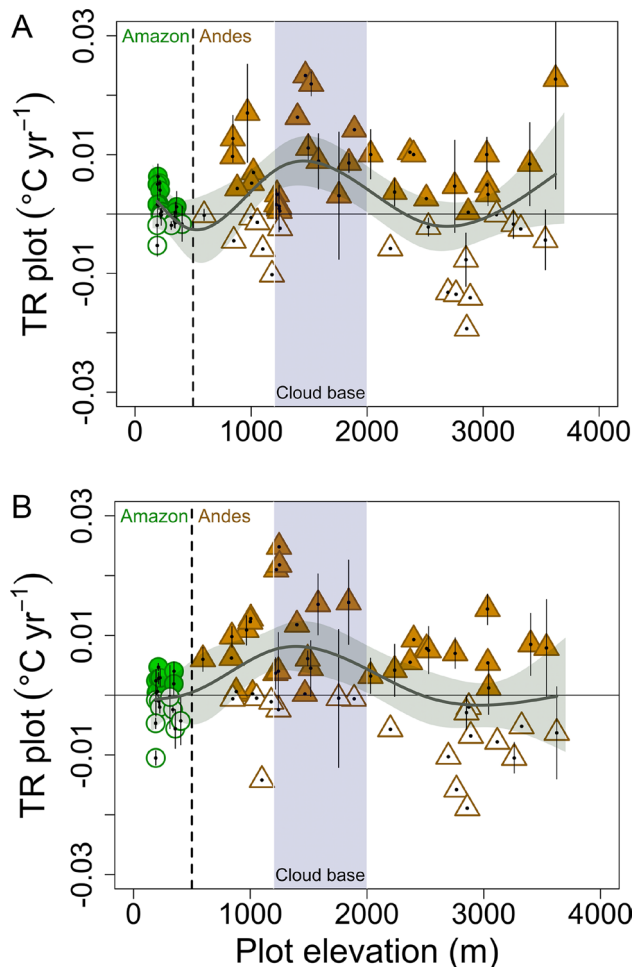 A
Amazon Andes
Cloud base
TR plot (°C yr⁻¹)
0.03
0.01
-0.01
-0.03
0 1000 2000 3000 4000
B
Amazon Andes
Cloud base
TR plot (°C yr⁻¹)
0.03
0.01
-0.01
-0.03
0 1000 2000 3000 4000
Plot elevation (m)